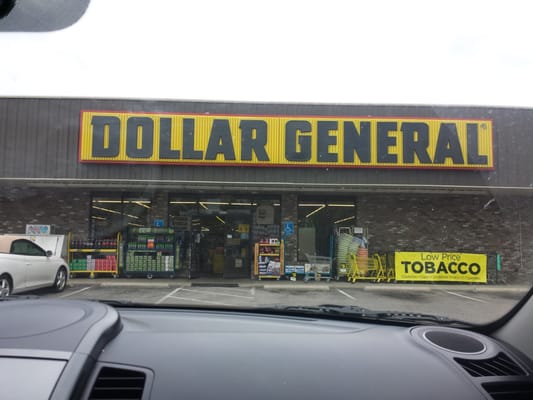 DOLLAR GENERAL
Low Price
TOBACCO